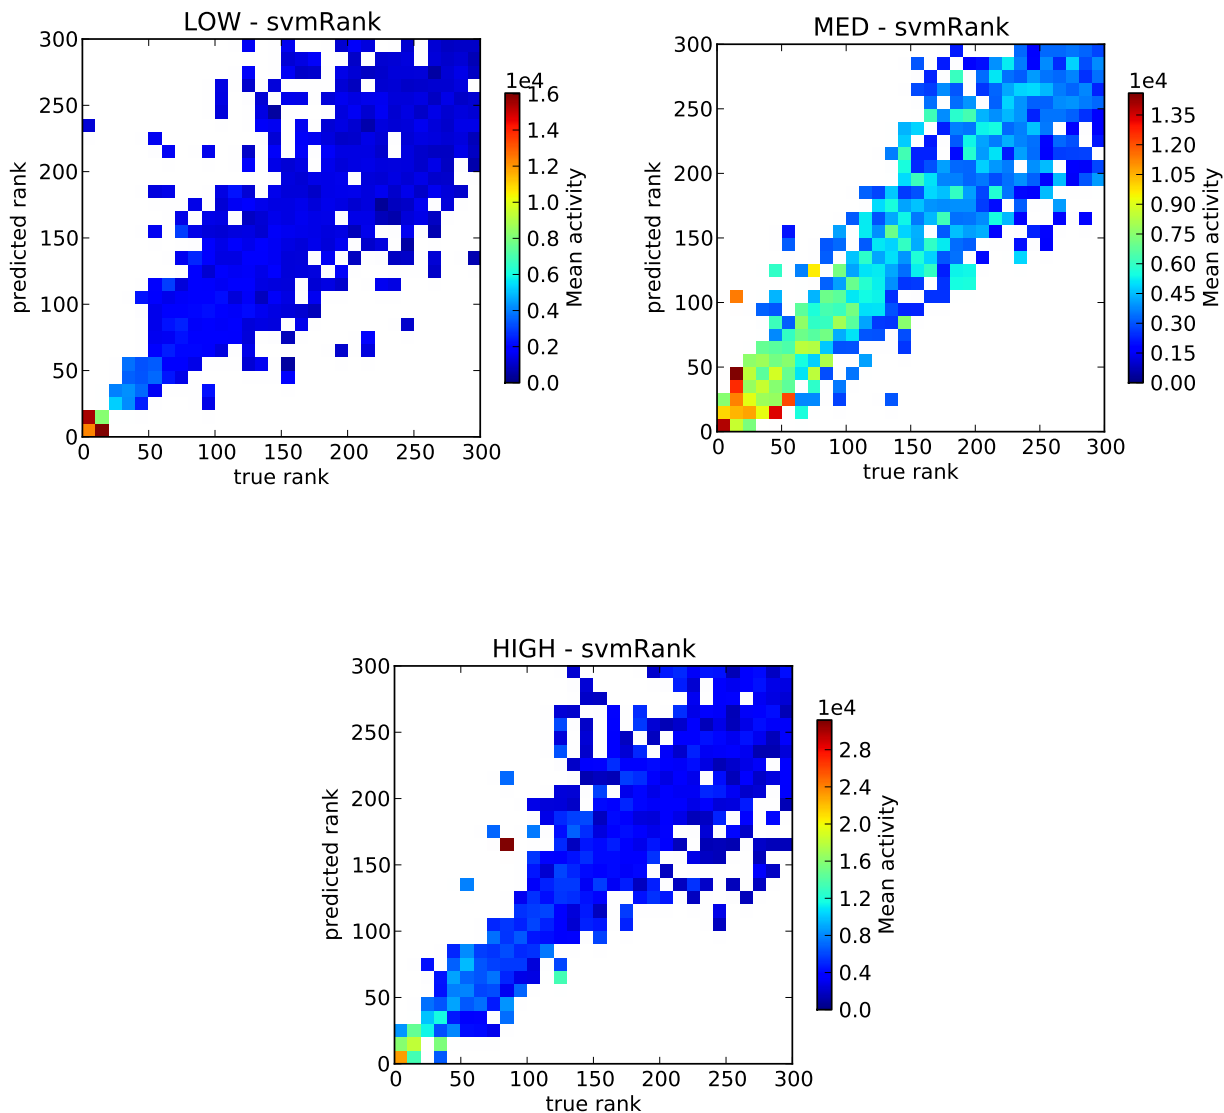 LOW - svmRank
300
250
200
150
100
50
0
predicted rank
0 50 100 150 200 250 300
true rank
1e4
1.6
1.4
1.2
1.0
0.8
0.6
0.4
0.2
0.0
Mean activity
MED - svmRank
300
250
200
150
100
50
0
predicted rank
0 50 100 150 200 250 300
true rank
1e4
1.35
1.20
1.05
0.90
0.75
0.60
0.45
0.30
0.15
0.00
Mean activity
HIGH - svmRank
300
250
200
150
100
50
0
predicted rank
0 50 100 150 200 250 300
true rank
1e4
2.8
2.4
2.0
1.6
1.2
0.8
0.4
0.0
Mean activity